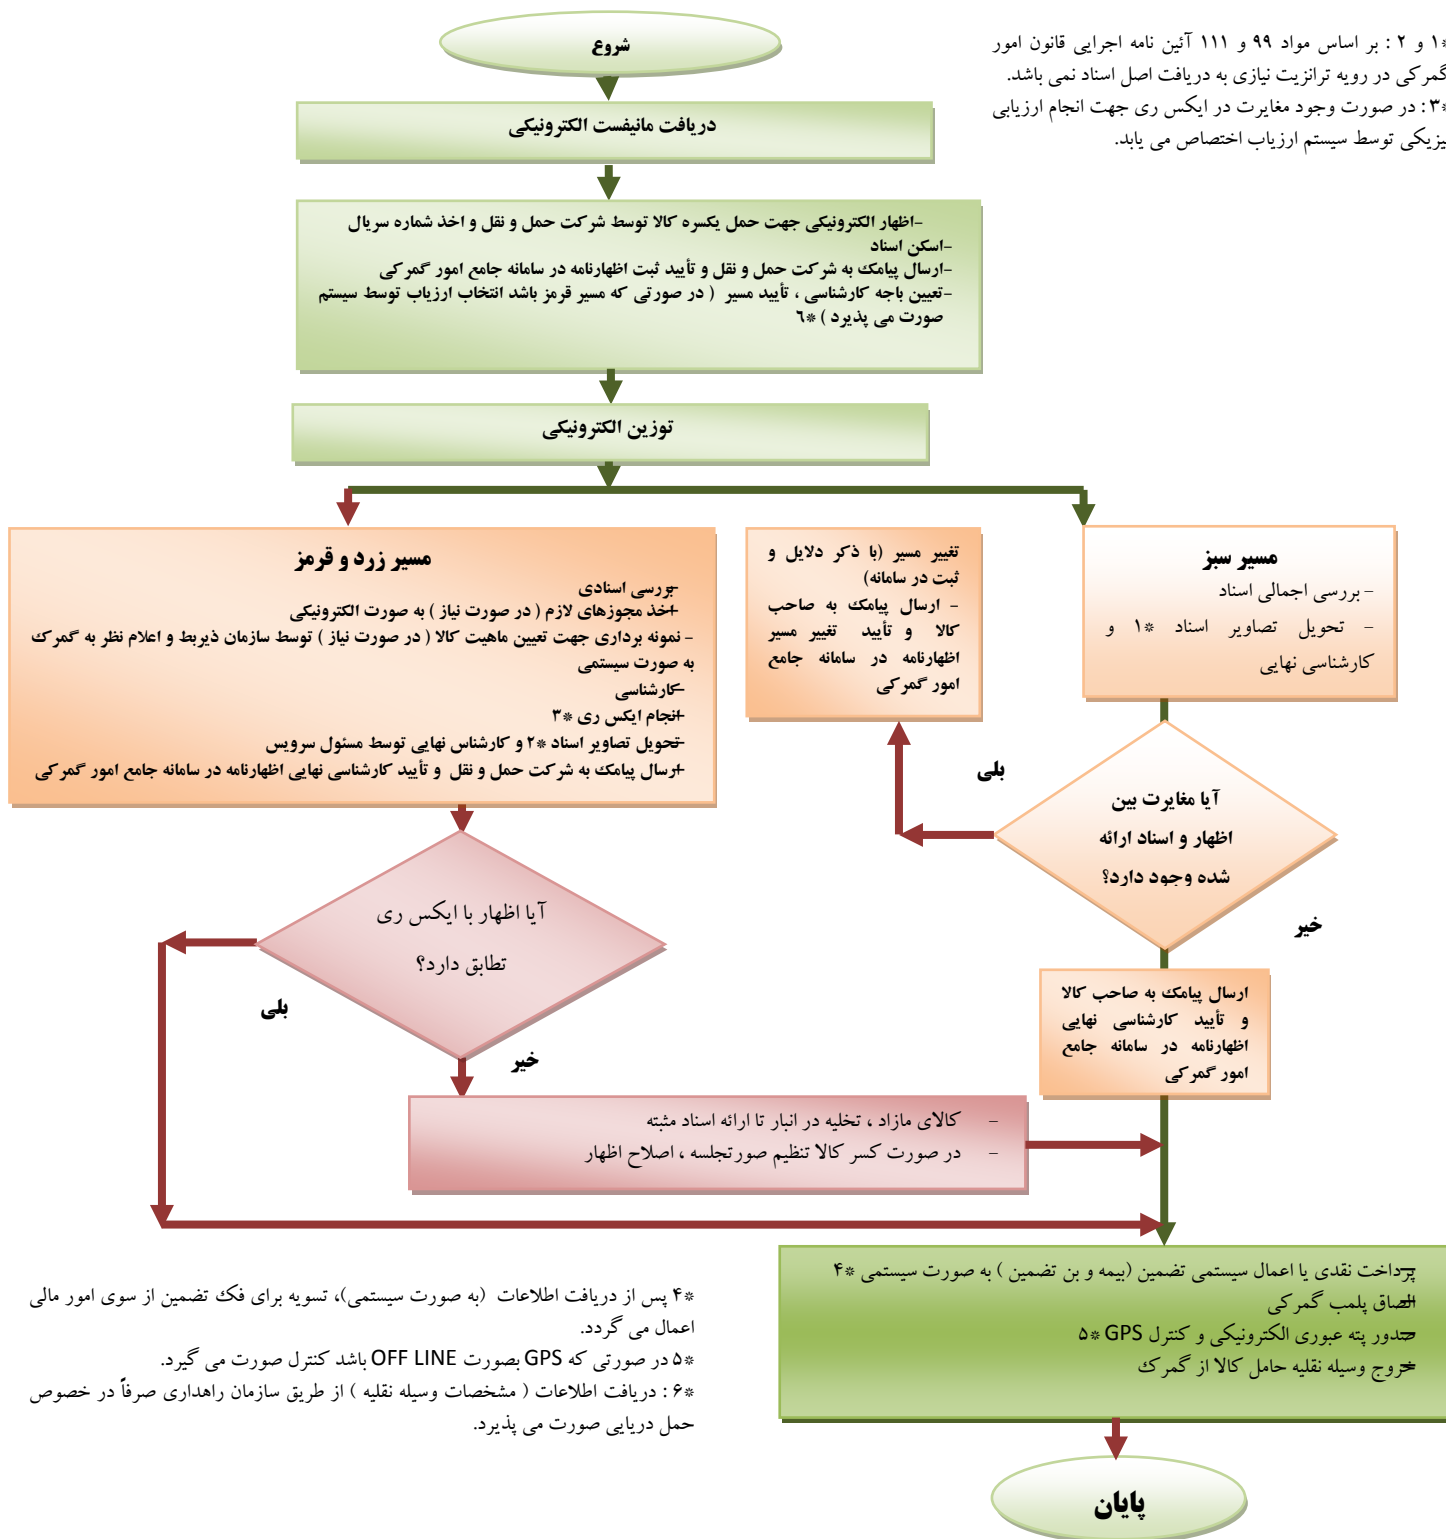 شروع
*۱ و ۲ : بر اساس مواد ۹۹ و ۱۱۱ آئین نامه اجرایی قانون امور
گمرکی در رویه ترانزیت نیازی به دریافت اصل اسناد نمی باشد.
*۳ : در صورت وجود مغایرت در ایکس ری جهت انجام ارزیابی
فیزیکی توسط سیستم ارزیاب اختصاص می یابد.
دریافت مانیفست الکترونیکی
-اظهار الکترونیکی جهت حمل یکسره کالا توسط شرکت حمل و نقل و اخذ شماره سریال
-اسکن اسناد
-ارسال پیامک به شرکت حمل و نقل و تأیید ثبت اظهارنامه در سامانه جامع امور گمرکی
-تعیین باجه کارشناسی ، تأیید مسیر ( در صورتی که مسیر قرمز باشد انتخاب ارزیاب توسط سیستم
صورت می پذیرد ) *٦
توزین الکترونیکی
مسیر سبز
- بررسی اجمالی اسناد
- تحویل تصاویر اسناد *۱ و
کارشناسی نهایی
تغییر مسیر (با ذکر دلایل و
ثبت در سامانه)
- ارسال پیامک به صاحب
کالا و تأیید تغییر مسیر
اظهارنامه در سامانه جامع
امور گمرکی
مسیر زرد و قرمز
-بررسی اسنادی
-اخذ مجوزهای لازم ( در صورت نیاز ) به صورت الکترونیکی
- نمونه برداری جهت تعیین ماهیت کالا ( در صورت نیاز ) توسط سازمان ذیربط و اعلام نظر به گمرک
به صورت سیستمی
-کارشناسی
-انجام ایکس ری *۳
-تحویل تصاویر اسناد *۲ و کارشناس نهایی توسط مسئول سرویس
-ارسال پیامک به شرکت حمل و نقل و تأیید کارشناسی نهایی اظهارنامه در سامانه جامع امور گمرکی
بلی
آیا مغایرت بین
اظهار و اسناد ارائه
شده وجود دارد؟
خیر
آیا اظهار با ایکس ری
تطابق دارد؟
بلی
خیر
ارسال پیامک به صاحب کالا
و تأیید کارشناسی نهایی
اظهارنامه در سامانه جامع
امور گمرکی
- کالای مازاد ، تخلیه در انبار تا ارائه اسناد مثبته
- در صورت کسر کالا تنظیم صورتجلسه ، اصلاح اظهار
-پرداخت نقدی یا اعمال سیستمی تضمین (بیمه و بن تضمین ) به صورت سیستمی *۴
-الصاق پلمب گمرکی
-صدور پته عبوری الکترونیکی و کنترل GPS *۵
-خروج وسیله نقلیه حامل کالا از گمرک
*۴ پس از دریافت اطلاعات (به صورت سیستمی)، تسویه برای فک تضمین از سوی امور مالی
اعمال می گردد.
*۵ در صورتی که GPS بصورت OFF LINE باشد کنترل صورت می گیرد.
*۶ : دریافت اطلاعات ( مشخصات وسیله نقلیه ) از طریق سازمان راهداری صرفاً در خصوص
حمل دریایی صورت می پذیرد.
پایان